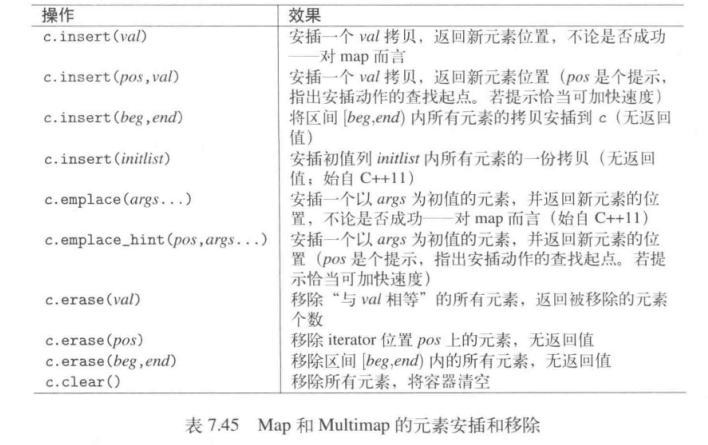 操作 效果
c.insert(val) 安插一个 val 拷贝，返回新元素位置，不论是否成功
——对 map 而言
c.insert(pos,val) 安插一个 val 拷贝，返回新元素位置（pos 是个提示，
指出安插动作的查找起点。若提示恰当可加快速度）
c.insert(beg,end) 将区间 [beg,end) 内所有元素的拷贝安插到 c（无返回
值）
c.insert(initlist) 安插初值列 initlist 内所有元素的一份拷贝（无返回
值；始自 C++11）
c.emplace(args...) 安插一个以 args 为初值的元素，并返回新元素的位
置，不论是否成功——对 map 而言（始自 C++11）
c.emplace_hint(pos,args...) 安插一个以 args 为初值的元素，并返回新元素的位
置（pos 是个提示，指出安插动作的查找起点。若提
示恰当可加快速度）
c.erase(val) 移除“与 val 相等”的所有元素，返回被移除的元素
个数
c.erase(pos) 移除 iterator 位置 pos 上的元素，无返回值
c.erase(beg,end) 移除区间 [beg,end) 内的所有元素，无返回值
c.clear() 移除所有元素，将容器清空
表 7.45 Map 和 Multimap 的元素安插和移除